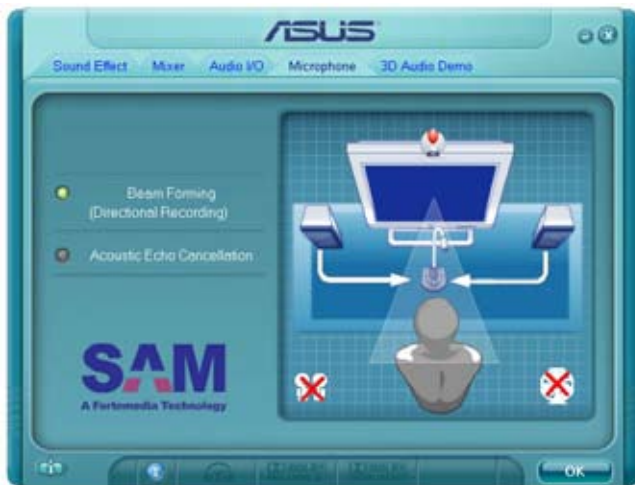 ASUS
Sound Effect Mixer Audio I/O Microphone 3D Audio Demo
Beam Forming
(Directional Recording)
Acoustic Echo Cancellation
SAM
A Fortemedia Technology
OK